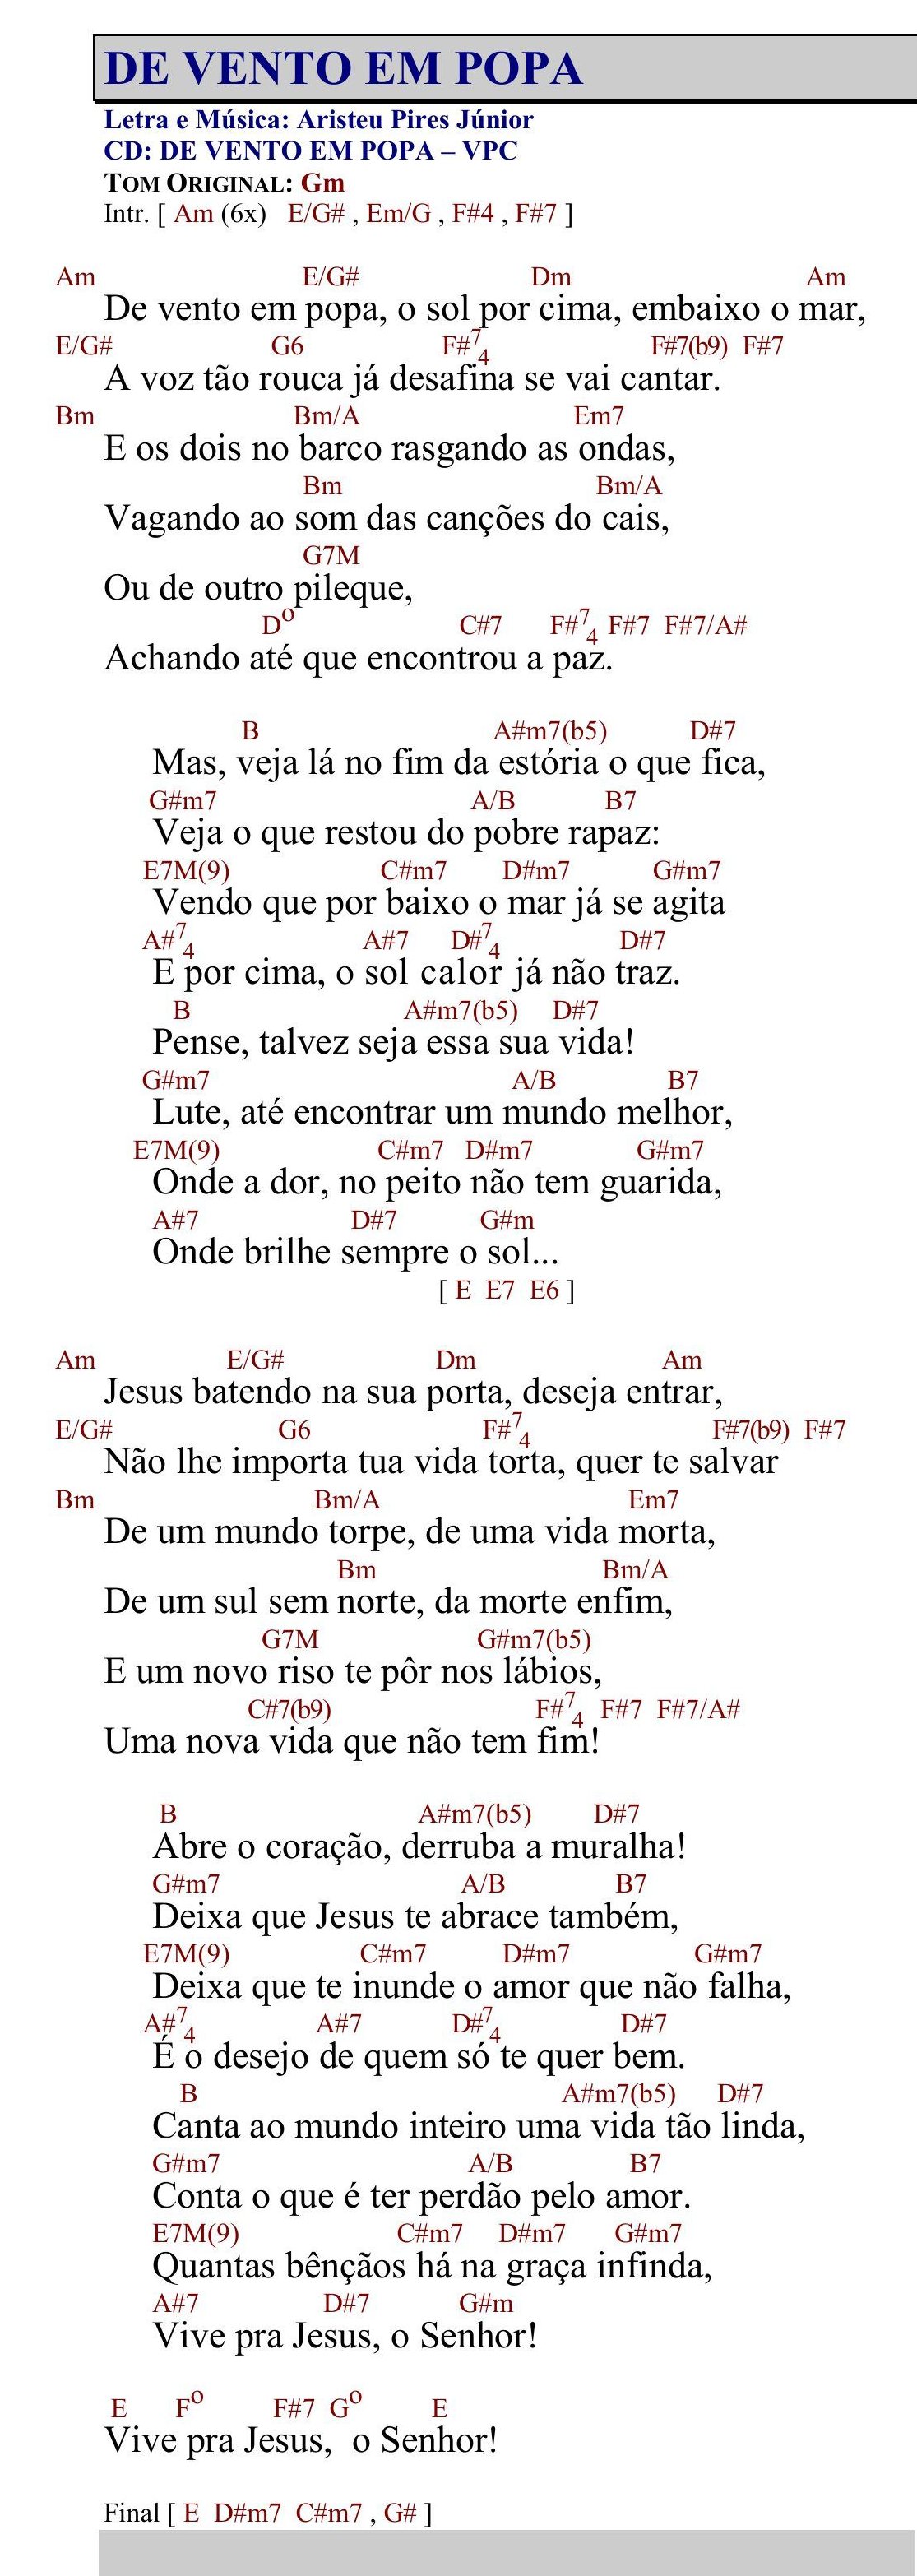 DE VENTO EM POPA
Letra e Música: Aristeu Pires Júnior
CD: DE VENTO EM POPA – VPC
TOM ORIGINAL: Gm
Intr. [ Am (6x)   E/G# , Em/G , F#4 , F#7 ]
Am   E/G#   Dm   Am
De vento em popa, o sol por cima, embaixo o mar,
E/G#   G6   F#7 4   F#7(b9)  F#7
A voz tão rouca já desafina se vai cantar.
Bm   Bm/A   Em7
E os dois no barco rasgando as ondas,
Bm   Bm/A
Vagando ao som das canções do cais,
G7M
Ou de outro pileque,
Dº   C#7   F#7 4  F#7  F#7/A#
Achando até que encontrou a paz.
B   A#m7(b5)   D#7
Mas, veja lá no fim da estória o que fica,
G#m7   A/B   B7
Veja o que restou do pobre rapaz:
E7M(9)   C#m7   D#m7   G#m7
Vendo que por baixo o mar já se agita
A#7 4   A#7   D#7 4   D#7
E por cima, o sol calor já não traz.
B   A#m7(b5)   D#7
Pense, talvez seja essa sua vida!
G#m7   A/B   B7
Lute, até encontrar um mundo melhor,
E7M(9)   C#m7   D#m7   G#m7
Onde a dor, no peito não tem guarida,
A#7   D#7   G#m
Onde brilhe sempre o sol...
[ E  E7  E6 ]
Am   E/G#   Dm   Am
Jesus batendo na sua porta, deseja entrar,
E/G#   G6   F#7 4   F#7(b9)  F#7
Não lhe importa tua vida torta, quer te salvar
Bm   Bm/A   Em7
De um mundo torpe, de uma vida morta,
Bm   Bm/A
De um sul sem norte, da morte enfim,
G7M   G#m7(b5)
E um novo riso te pôr nos lábios,
C#7(b9)   F#7 4  F#7  F#7/A#
Uma nova vida que não tem fim!
B   A#m7(b5)   D#7
Abre o coração, derruba a muralha!
G#m7   A/B   B7
Deixa que Jesus te abrace também,
E7M(9)   C#m7   D#m7   G#m7
Deixa que te inunde o amor que não falha,
A#7 4   A#7   D#7 4   D#7
É o desejo de quem só te quer bem.
B   A#m7(b5)   D#7
Canta ao mundo inteiro uma vida tão linda,
G#m7   A/B   B7
Conta o que é ter perdão pelo amor.
E7M(9)   C#m7   D#m7   G#m7
Quantas bênçãos há na graça infinda,
A#7   D#7   G#m
Vive pra Jesus, o Senhor!
E   Fº   F#7  Gº   E
Vive pra Jesus,  o Senhor!
Final [ E  D#m7  C#m7 , G# ]